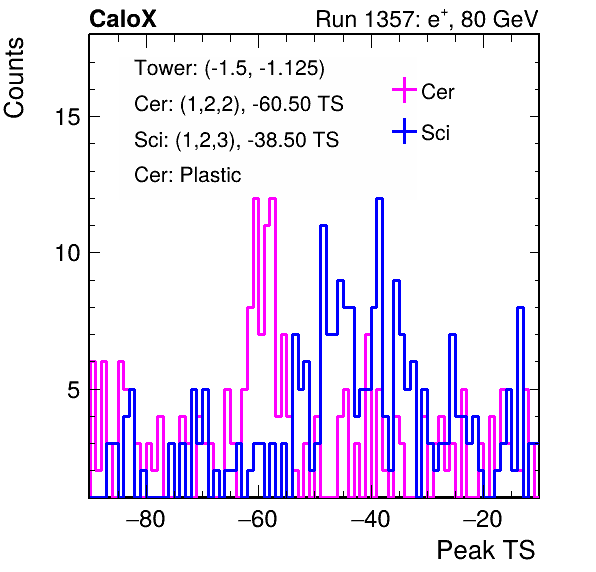 CaloX Run 1357: e⁺, 80 GeV
Counts
Tower: (-1.5, -1.125)
Cer: (1,2,2), -60.50 TS
Sci: (1,2,3), -38.50 TS
Cer: Plastic
Cer
Sci
15
10
5
−80 −60 −40 −20
Peak TS